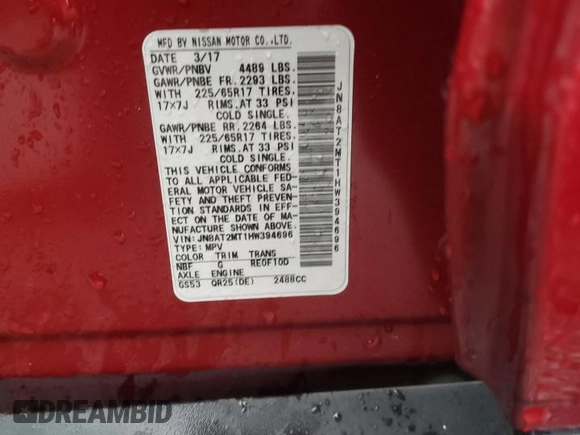 MFD BY NISSAN MOTOR CO.,LTD.
DATE 3/17
GVWR/PNBV 4489 LBS.
GAWR/PNBE FR. 2293 LBS.
WITH 225/65R17 TIRES.
17X7J RIMS.AT 33 PSI
COLD SINGLE.
GAWR/PNBE RR. 2264 LBS.
WITH 225/65R17 TIRES.
17X7J RIMS.AT 33 PSI
COLD SINGLE.
THIS VEHICLE CONFORMS
TO ALL APPLICABLE FED-
ERAL MOTOR VEHICLE SA-
FETY AND THEFT PREVENTION
ION STANDARDS IN EFF-
ECT ON THE DATE OF MA-
NUFACTURE SHOWN ABOVE.
VIN:JN8AT2MT1HW394696
TYPE:MPV
COLOR TRIM TRANS
NBF G RE0F10D
AXLE ENGINE
GS53 QR25(DE) 2488CC
JN8AT2MT1HW394696
DREAMBID